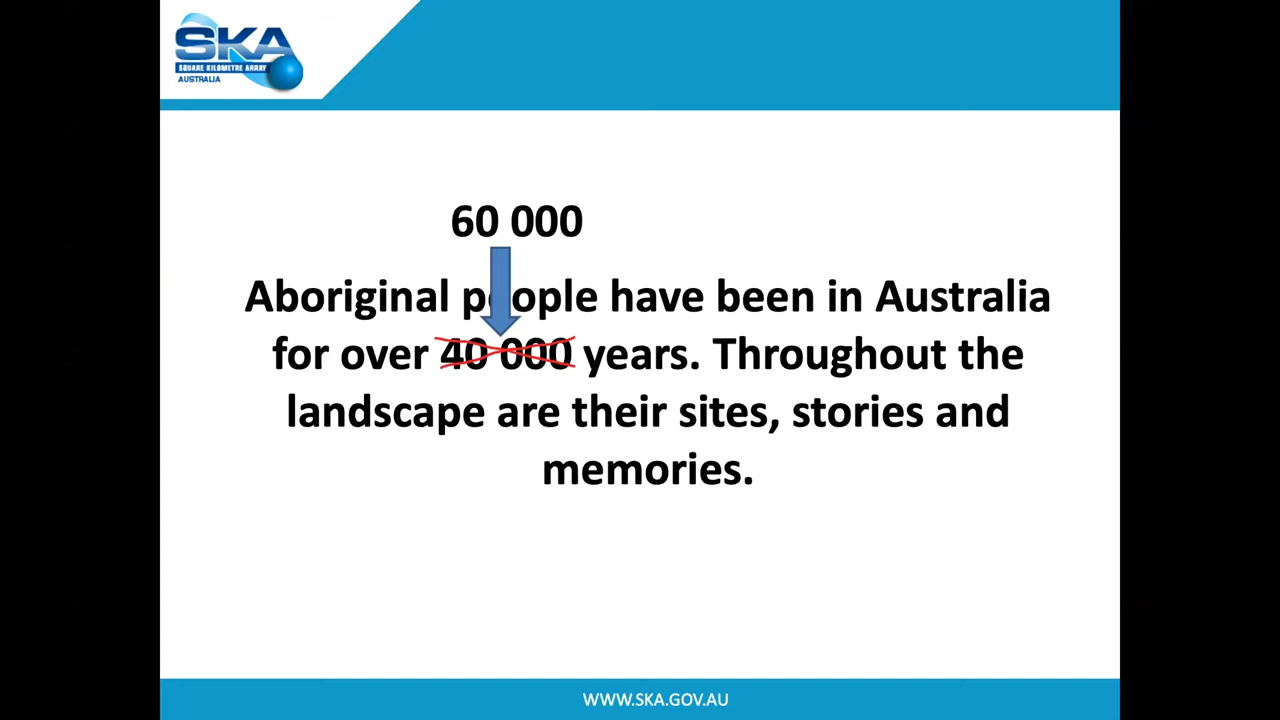 SKA
SQUARE KILOMETRE ARRAY
AUSTRALIA
60 000
Aboriginal people have been in Australia
for over 40 000 years. Throughout the
landscape are their sites, stories and
memories.
WWW.SKA.GOV.AU